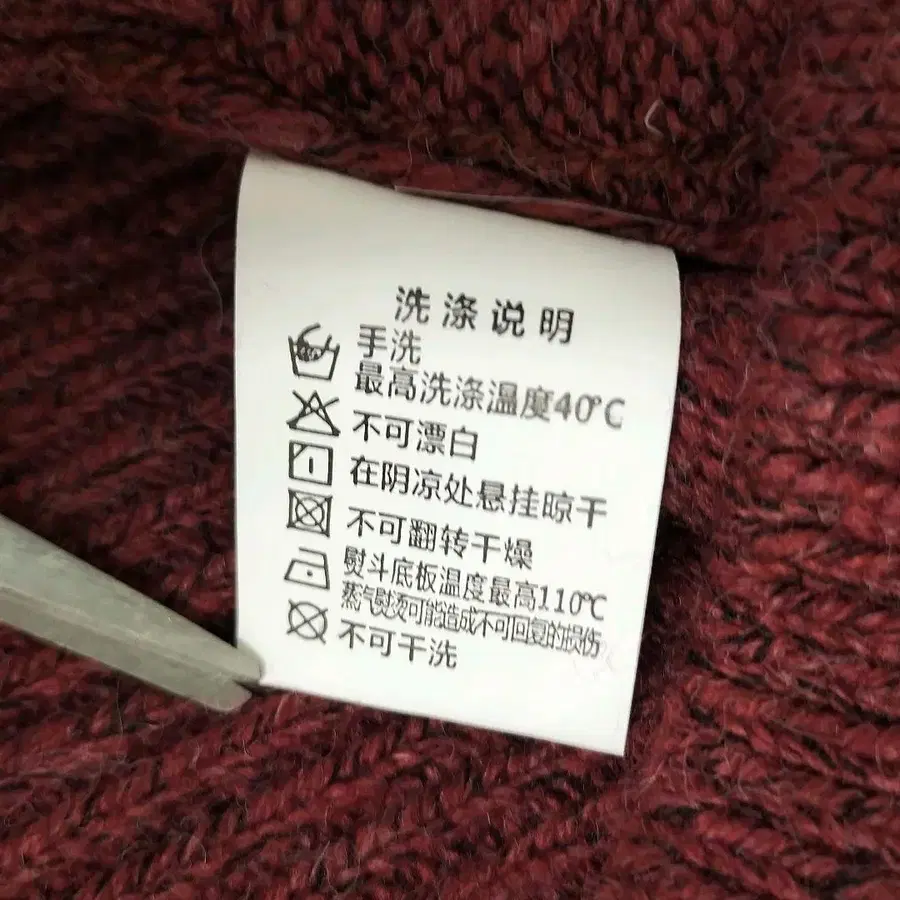 洗涤说明
手洗
最高洗涤温度40℃
不可漂白
在阴凉处悬挂晾干
不可翻转干燥
熨斗底板温度最高110℃
蒸气熨烫可能造成不可回复的损伤
不可干洗